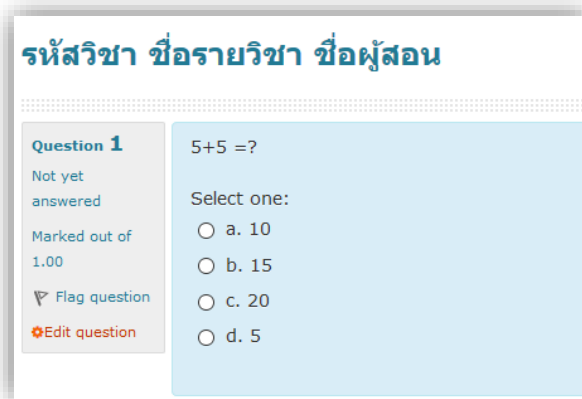 รหัสวิชา ชื่อรายวิชา ชื่อผู้สอน
Question 1
Not yet
answered
Marked out of
1.00
Flag question
Edit question
5+5 =?
Select one:
a. 10
b. 15
c. 20
d. 5